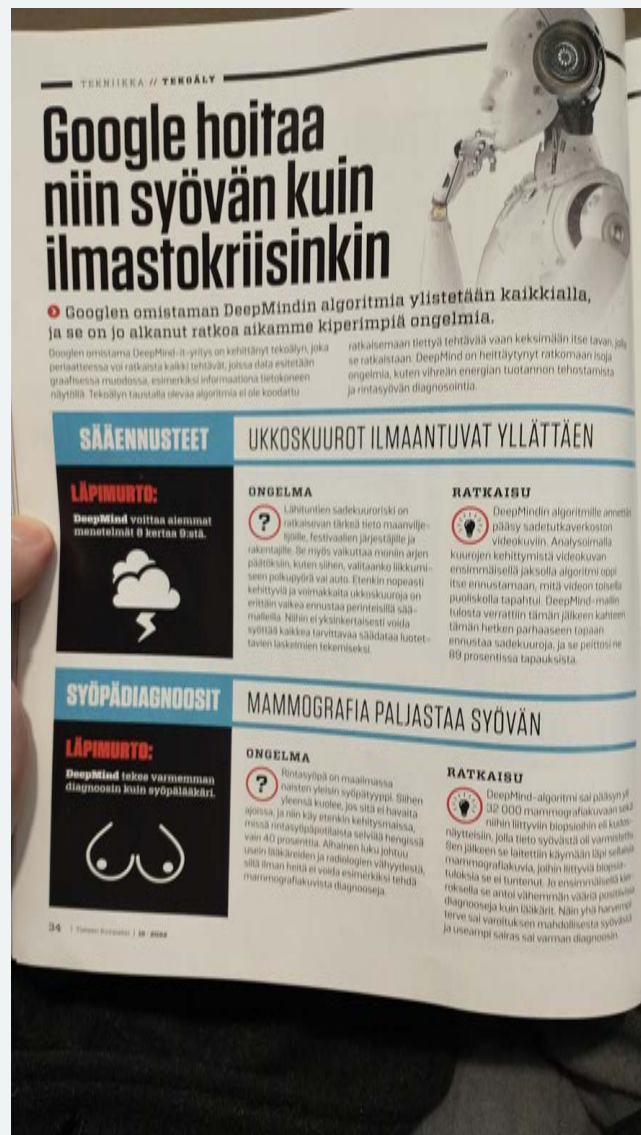 TEKNIIKKA // TEKOÄLY
Google hoitaa
niin syövän kuin
ilmastokriisinkin
Googlen omistaman DeepMindin algoritmia ylistetään kaikkialla,
ja se on jo alkanut ratkoa aikamme kiperimpiä ongelmia.
Googlen omistama DeepMind-it-yritys on kehittänyt tekoälyn, joka
periaatteessa voi ratkaista kaikki tehtävät, joissa data esitetään
graafisessa muodossa, esimerkiksi informaationa tietokoneen
näytöllä. Tekoälyn taustalla olevaa algoritmia ei ole koodattu
ratkaisemaan tiettyä tehtävää vaan keksimään itse tavan, jolla
se ratkaistaan. DeepMind on heittäytynyt ratkomaan isoja
ongelmia, kuten vihreän energian tuotannon tehostamista
ja rintasyövän diagnosointia.
SÄÄENNUSTEET
UKKOSKUUROT ILMAANTUVAT YLLÄTTÄEN
LÄPIMURTO:
DeepMind voittaa aiemmat
menetelmät 8 kertaa 9:stä.
ONGELMA
?
Lähituntien sadekuuroriski on
ratkaisevan tärkeä tieto maanvilje-
lijöille, festivaalien järjestäjille ja
rakentajille. Se myös vaikuttaa moniin arjen
päätöksiin, kuten siihen, valitaanko liikkumi-
seen polkupyörä vai auto. Etenkin nopeasti
kehittyviä ja voimakkaita ukkoskuuroja on
erittäin vaikea ennustaa perinteisillä sää-
malleilla. Niihin ei yksinkertaisesti voida
syöttää kaikkea tarvittavaa säädataa luotet-
tavien laskelmien tekemiseksi.
RATKAISU
DeepMindin algoritmille annettiin
pääsy sadetutkaverkoston
videokuviin. Analysoimalla
kuurojen kehittymistä videokuvan
ensimmäisellä jaksolla algoritmi oppi
itse ennustamaan, mitä videon toisella
puoliskolla tapahtui. DeepMind-mallin
tulosta verrattiin tämän jälkeen kahteen
tämän hetken parhaaseen tapaan
ennustaa sadekuuroja, ja se peittosi ne
89 prosentissa tapauksista.
SYÖPÄDIAGNOOSIT
MAMMOGRAFIA PALJASTAA SYÖVÄN
LÄPIMURTO:
DeepMind tekee varmemman
diagnoosin kuin syöpälääkäri.
ONGELMA
?
Rintasyöpä on maailmassa
naisten yleisin syöpätyyppi. Siihen
yleensä kuolee, jos sitä ei havaita
ajoissa, ja niin käy etenkin kehitysmaissa,
missä rintasyöpäpotilaista selviää hengissä
vain 40 prosenttia. Alhainen luku johtuu
usein lääkäreiden ja radiologien vähyydestä,
sillä ilman heitä ei voida esimerkiksi tehdä
mammografiakuvista diagnooseja.
RATKAISU
DeepMind-algoritmi sai pääsyn yli
32 000 mammografiakuvaan sekä
niihin liittyviin biopsioihin eli kudos-
näytteisiin, jolla tieto syövästä oli varmistettu.
Sen jälkeen se laitettiin käymään läpi sellaisia
mammografiakuvia, joihin liittyviä biopsia-
tuloksia se ei tuntenut. Jo ensimmäisellä kier-
roksella se antoi vähemmän vääriä positiivisia
diagnooseja kuin lääkärit. Näin yhä harvempi
terve sai varoituksen mahdollisesta syövästä
ja useampi sairas sai varman diagnoosin.
34 | Tieteen Kuvalehti |